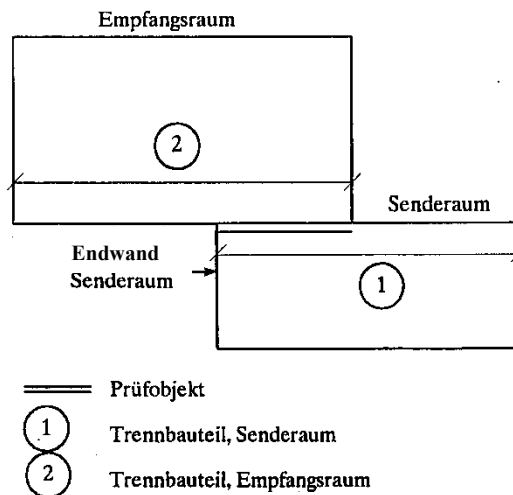 Empfangsraum
2
Senderaum
Endwand
Senderaum
1
Prüfobjekt
1 Trennbauteil, Senderaum
2 Trennbauteil, Empfangsraum